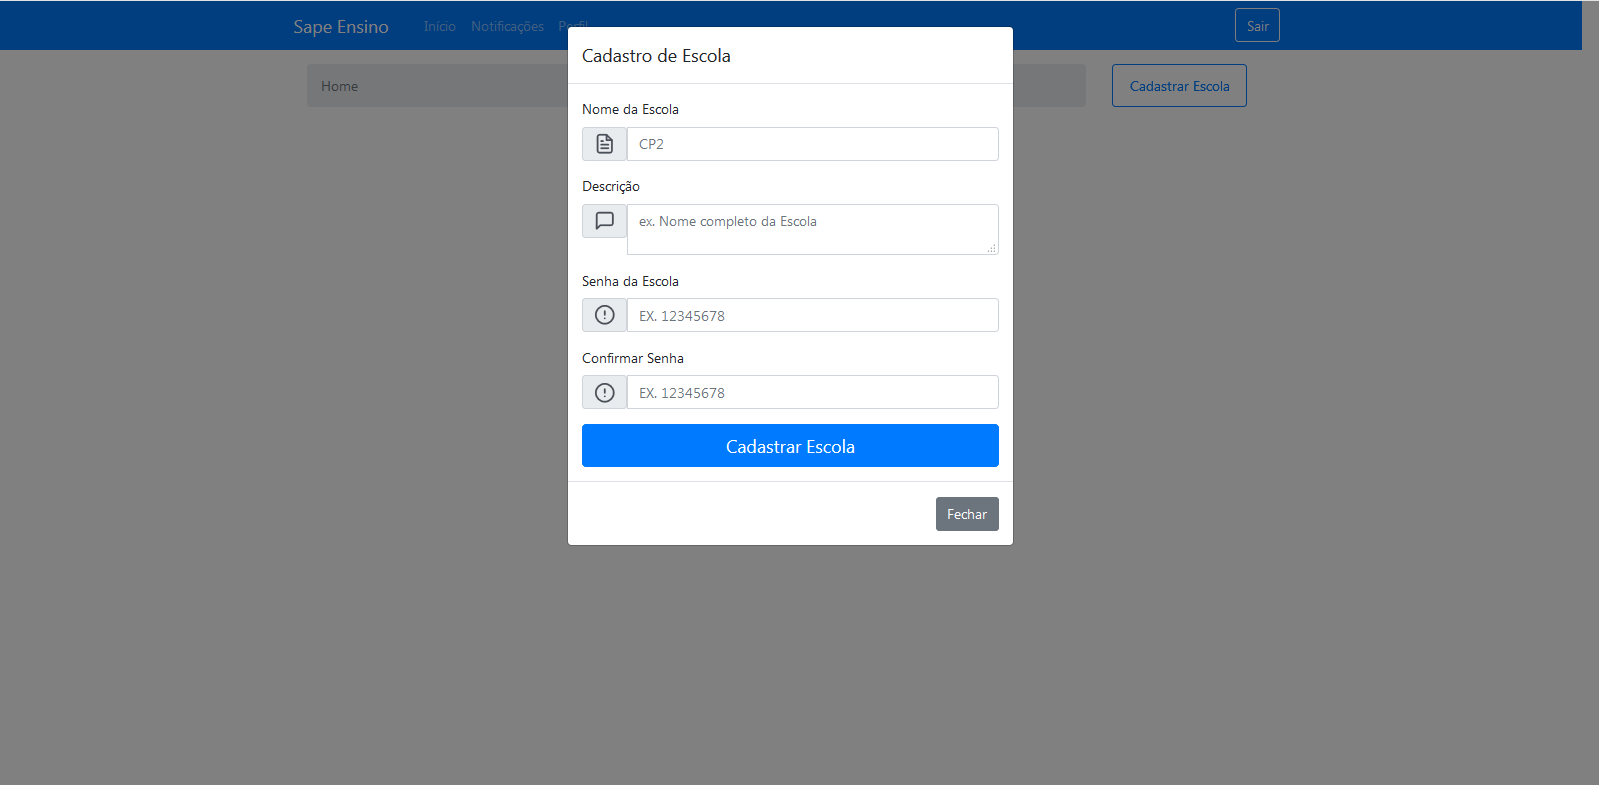 Sape Ensino Início Notificações Perfil Sair
Home Cadastrar Escola
Cadastro de Escola
Nome da Escola
CP2
Descrição
ex. Nome completo da Escola
Senha da Escola
EX. 12345678
Confirmar Senha
EX. 12345678
Cadastrar Escola
Fechar